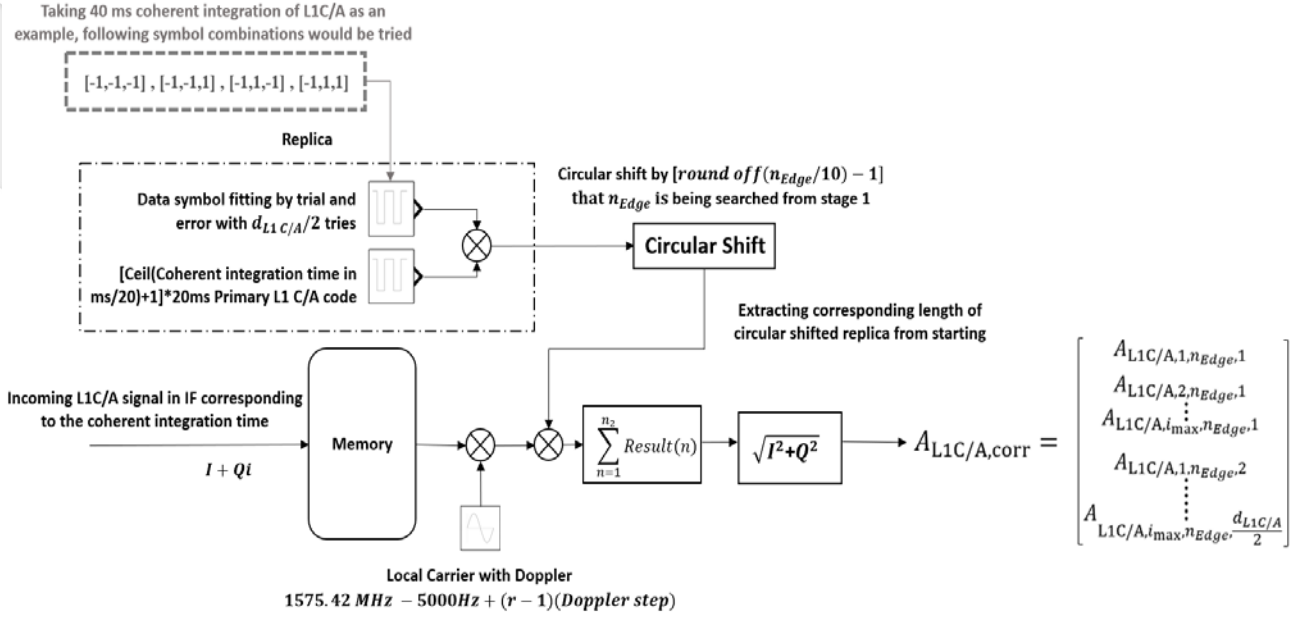 Taking 40 ms coherent integration of L1C/A as an
example, following symbol combinations would be tried
[-1,-1,-1] , [-1,-1,1] , [-1,1,-1] , [-1,1,1]
Replica
Data symbol fitting by trial and
error with d_{L1 C/A}/2 tries
[Ceil(Coherent integration time in
ms/20)+1]*20ms Primary L1 C/A code
Circular shift by [round off(n_{Edge}/10) − 1]
that n_{Edge} is being searched from stage 1
Circular Shift
Extracting corresponding length of
circular shifted replica from starting
Incoming L1C/A signal in IF corresponding
to the coherent integration time
I + Qi
Memory
Local Carrier with Doppler
1575.42 MHz − 5000Hz + (r − 1)(Doppler step)
∑_{n=1}^{n_2} Result(n)
√(I²+Q²)
A_{L1C/A,corr} =
A_{L1C/A,1,n_{Edge},1}
A_{L1C/A,2,n_{Edge},1}
A_{L1C/A,i_{max},n_{Edge},1}
A_{L1C/A,1,n_{Edge},2}
A_{L1C/A,i_{max},n_{Edge},\frac{d_{L1C/A}}{2}}